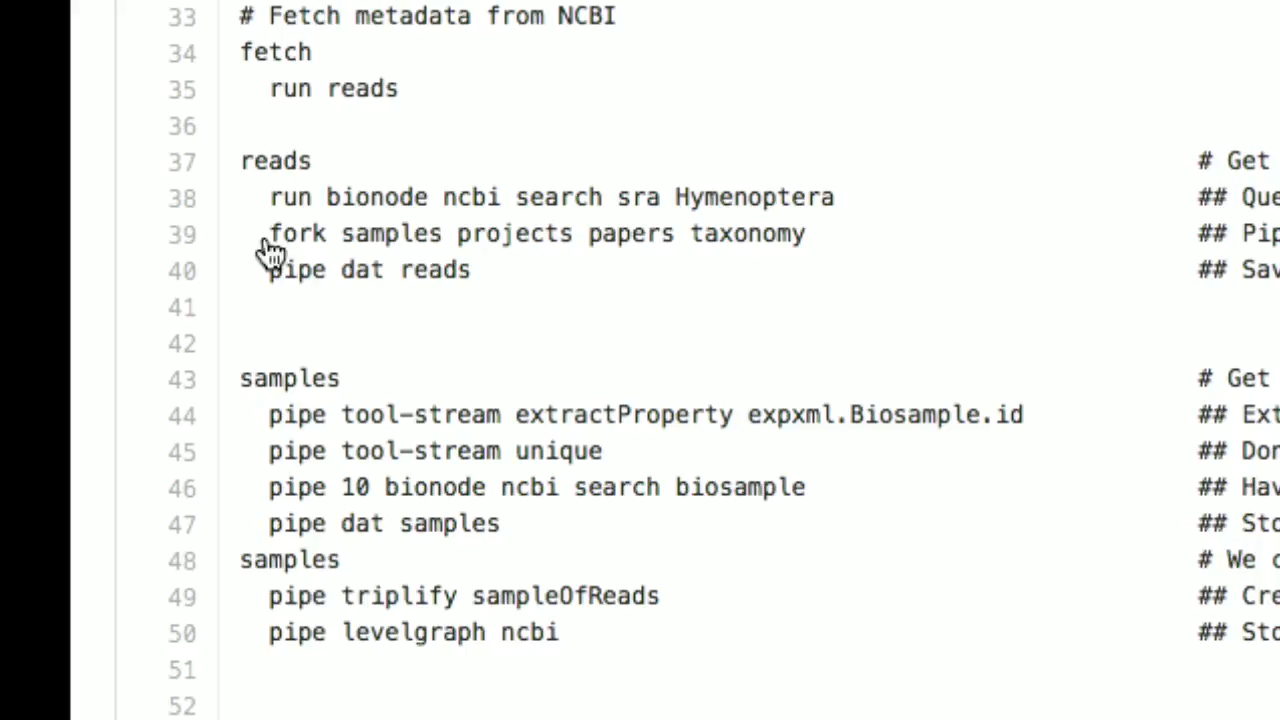 33 # Fetch metadata from NCBI
34 fetch
35 run reads
36
37 reads # Get
38 run bionode ncbi search sra Hymenoptera ## Que
39 fork samples projects papers taxonomy ## Pip
40 pipe dat reads ## Sav
41
42
43 samples # Get
44 pipe tool-stream extractProperty expxml.Biosample.id ## Ext
45 pipe tool-stream unique ## Don
46 pipe 10 bionode ncbi search biosample ## Hav
47 pipe dat samples ## Sto
48 samples # We c
49 pipe triplify sampleOfReads ## Cre
50 pipe levelgraph ncbi ## Sto
51
52